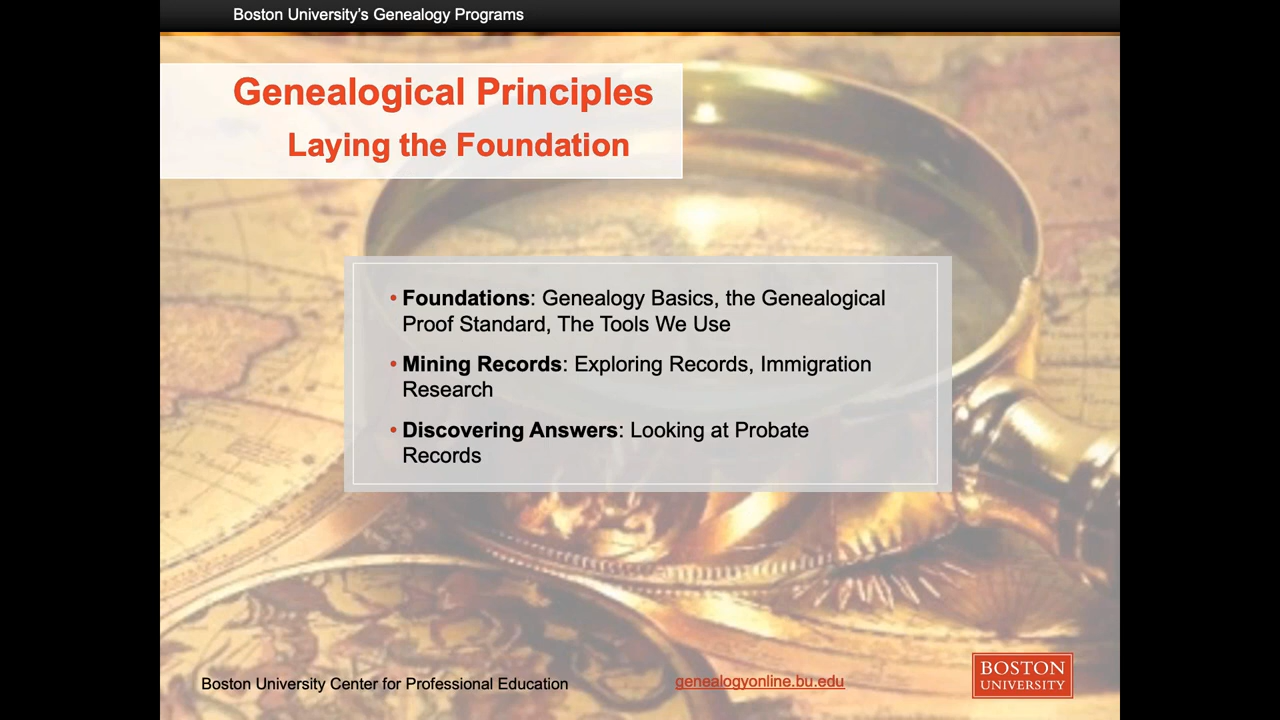 Boston University’s Genealogy Programs
Genealogical Principles
Laying the Foundation
• Foundations: Genealogy Basics, the Genealogical
Proof Standard, The Tools We Use
• Mining Records: Exploring Records, Immigration
Research
• Discovering Answers: Looking at Probate
Records
Boston University Center for Professional Education
genealogyonline.bu.edu
BOSTON
UNIVERSITY